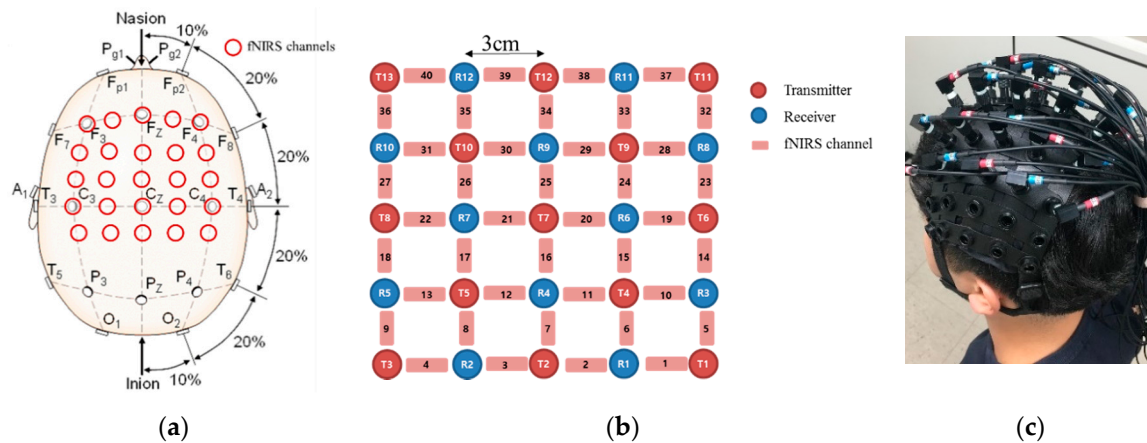 Nasion
10%
fNIRS channels
Pg1
Pg2
20%
Fp1
Fp2
F7
F3
FZ
F4
F8
20%
A1
T3
C3
CZ
C4
T4
A2
20%
T5
P3
PZ
P4
T6
O1
O2
20%
Inion
10%
(a)
3cm
T13 40 R12 39 T12 38 R11 37 T11
36 35 34 33 32
R10 31 T10 30 R9 29 T9 28 R8
27 26 25 24 23
T8 22 R7 21 T7 20 R6 19 T6
18 17 16 15 14
R5 13 T5 12 R4 11 T4 10 R3
9 8 7 6 5
T3 4 R2 3 T2 2 R1 1 T1
Transmitter
Receiver
fNIRS channel
(b)
(c)